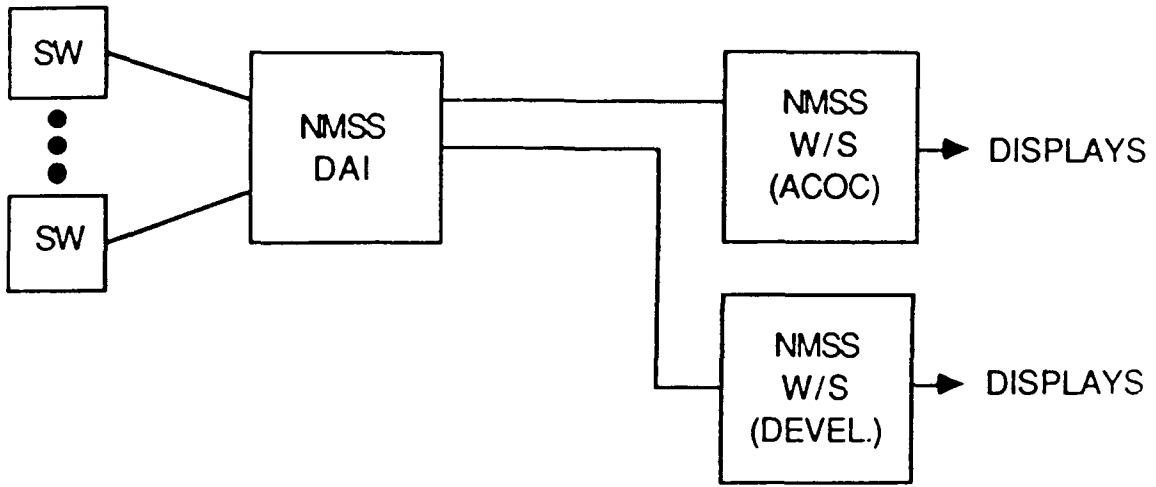 SW
SW
NMSS
DAI
NMSS
W/S
(ACOC)
DISPLAYS
NMSS
W/S
(DEVEL.)
DISPLAYS